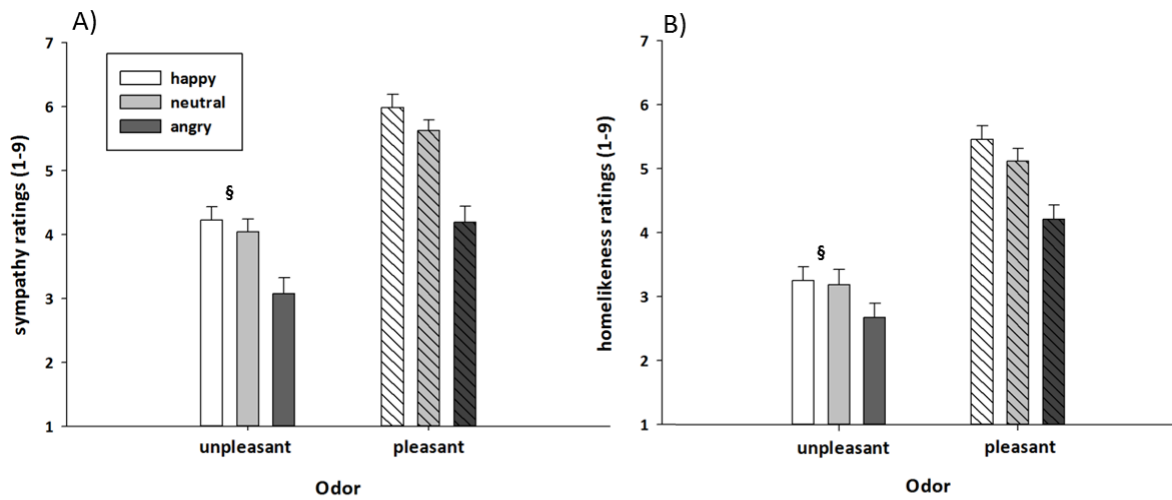 A)
7
6
5
4
3
2
1
sympathy ratings (1-9)
happy
neutral
angry
§
unpleasant
pleasant
Odor
B)
7
6
5
4
3
2
1
homelikeness ratings (1-9)
§
unpleasant
pleasant
Odor